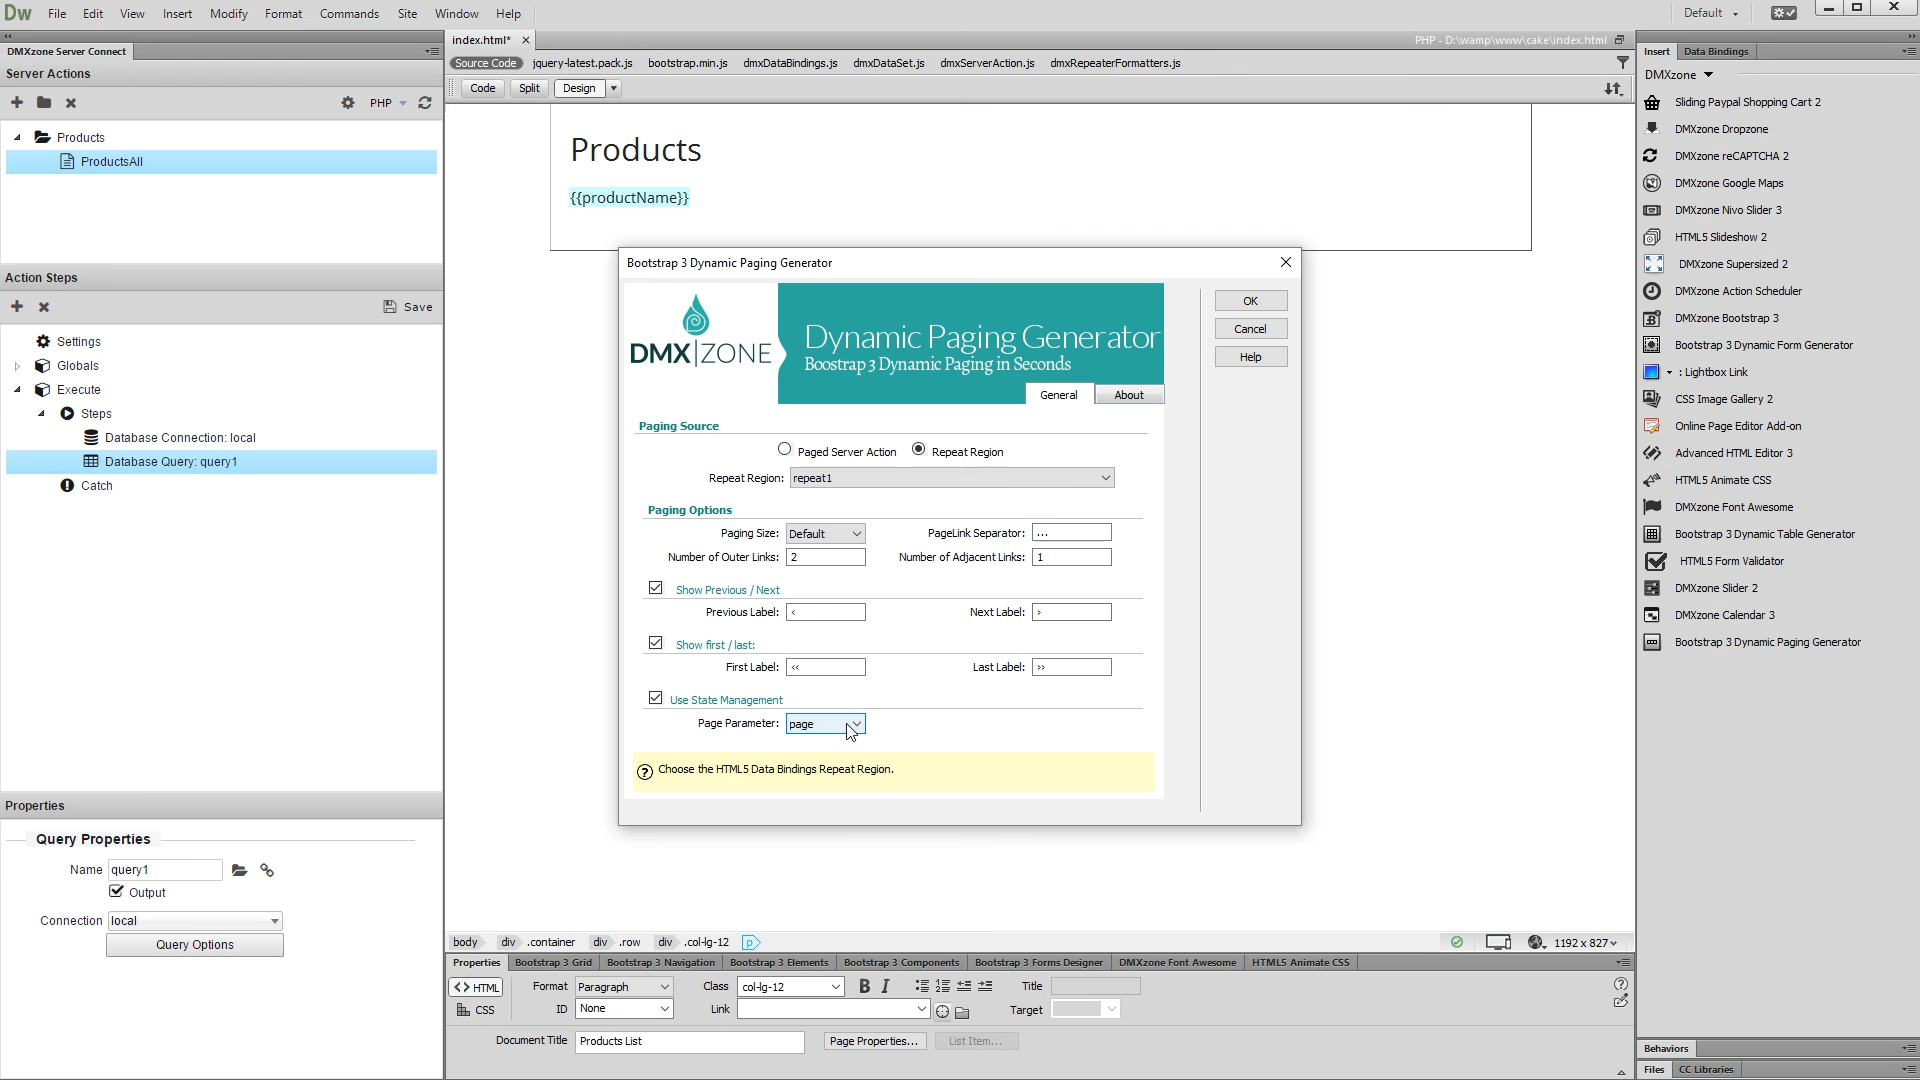 Dw File Edit View Insert Modify Format Commands Site Window Help Default
DMXzone Server Connect
Server Actions
PHP
Products
ProductsAll
Action Steps
Save
Settings
Globals
Execute
Steps
Database Connection: local
Database Query: query1
Catch
Properties
Query Properties
Name query1
Output
Connection local
Query Options
index.html* PHP - D:\wamp\www\cake\index.html
Source Code jquery-latest.pack.js bootstrap.min.js dmxDataBindings.js dmxDataSet.js dmxServerAction.js dmxRepeaterFormatters.js
Code Split Design
Products
{{productName}}
Bootstrap 3 Dynamic Paging Generator
DMX|ZONE
Dynamic Paging Generator
Boostrap 3 Dynamic Paging in Seconds
General About
OK
Cancel
Help
Paging Source
Paged Server Action Repeat Region
Repeat Region: repeat1
Paging Options
Paging Size: Default PageLink Separator: ...
Number of Outer Links: 2 Number of Adjacent Links: 1
Show Previous / Next
Previous Label: < Next Label: >
Show first / last:
First Label: << Last Label: >>
Use State Management
Page Parameter: page
? Choose the HTML5 Data Bindings Repeat Region.
body div .container div .row div .col-lg-12 p 1192 x 827
Properties Bootstrap 3 Grid Bootstrap 3 Navigation Bootstrap 3 Elements Bootstrap 3 Components Bootstrap 3 Forms Designer DMXzone Font Awesome HTML5 Animate CSS
<> HTML Format Paragraph Class col-lg-12 B I Title
CSS ID None Link Target
Document Title Products List Page Properties... List Item...
Insert Data Bindings
DMXzone
Sliding Paypal Shopping Cart 2
DMXzone Dropzone
DMXzone reCAPTCHA 2
DMXzone Google Maps
DMXzone Nivo Slider 3
HTML5 Slideshow 2
DMXzone Supersized 2
DMXzone Action Scheduler
DMXzone Bootstrap 3
Bootstrap 3 Dynamic Form Generator
: Lightbox Link
CSS Image Gallery 2
Online Page Editor Add-on
Advanced HTML Editor 3
HTML5 Animate CSS
DMXzone Font Awesome
Bootstrap 3 Dynamic Table Generator
HTML5 Form Validator
DMXzone Slider 2
DMXzone Calendar 3
Bootstrap 3 Dynamic Paging Generator
Behaviors
Files CC Libraries